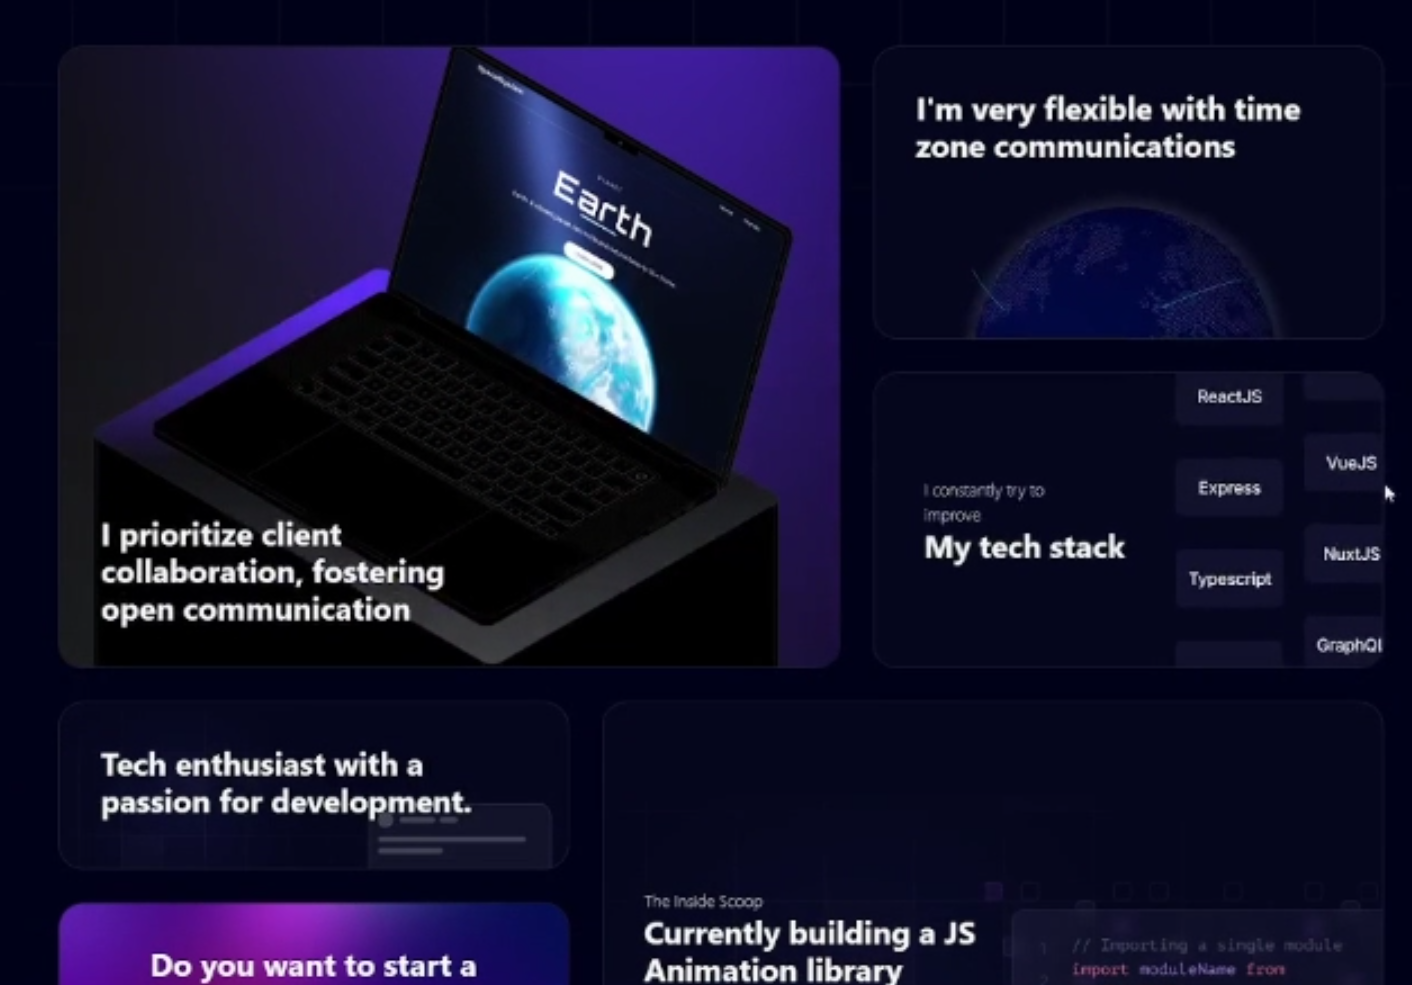 PLANET
Earth
I prioritize client
collaboration, fostering
open communication
I'm very flexible with time
zone communications
I constantly try to
improve
My tech stack
ReactJS
Express
Typescript
VueJS
NuxtJS
GraphQl
Tech enthusiast with a
passion for development.
Do you want to start a
The Inside Scoop
Currently building a JS
Animation library
// Importing a single module
import moduleName from